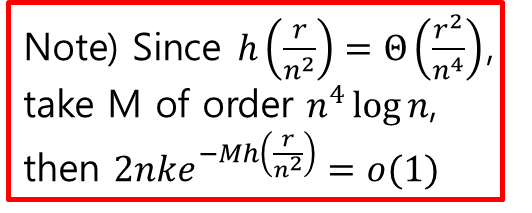 Note) Since h(r/n²) = Θ(r²/n⁴),
take M of order n⁴ log n,
then 2nke^(−Mh(r/n²)) = o(1)